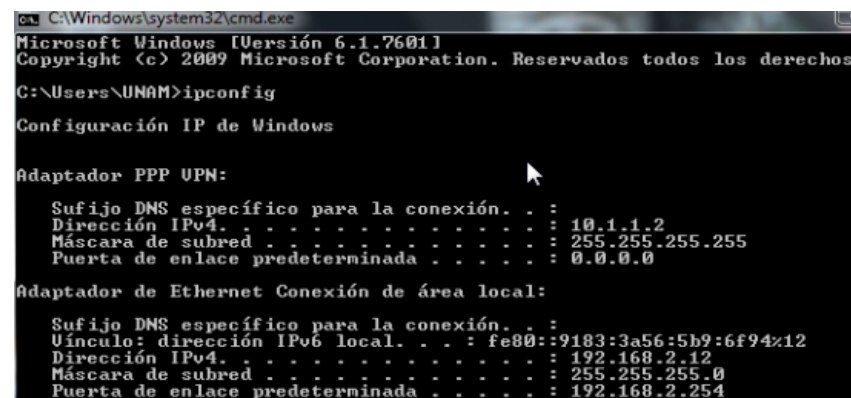 C:\Windows\system32\cmd.exe
Microsoft Windows [Versión 6.1.7601]
Copyright (c) 2009 Microsoft Corporation. Reservados todos los derechos
C:\Users\UNAM>ipconfig
Configuración IP de Windows
Adaptador PPP VPN:
Sufijo DNS específico para la conexión. . :
Dirección IPv4. . . . . . . . . . . . . . : 10.1.1.2
Máscara de subred . . . . . . . . . . . . : 255.255.255.255
Puerta de enlace predeterminada . . . . . : 0.0.0.0
Adaptador de Ethernet Conexión de área local:
Sufijo DNS específico para la conexión. . :
Vínculo: dirección IPv6 local. . . : fe80::9183:3a56:5b9:6f94%12
Dirección IPv4. . . . . . . . . . . . . . : 192.168.2.12
Máscara de subred . . . . . . . . . . . . : 255.255.255.0
Puerta de enlace predeterminada . . . . . : 192.168.2.254